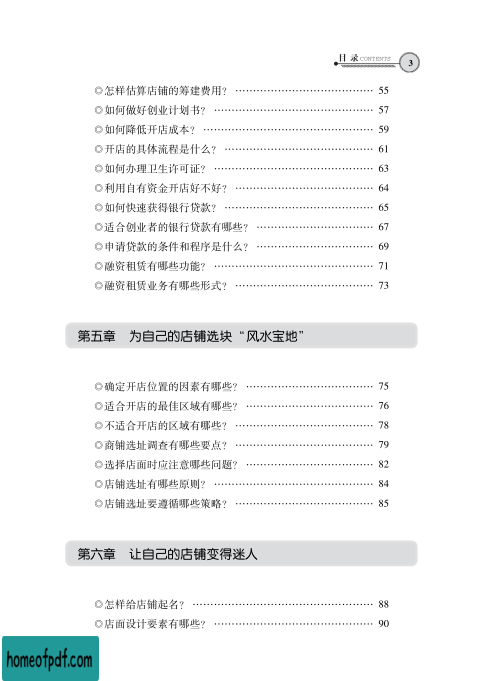 目 录 CONTENTS 3
◎怎样估算店铺的筹建费用? ………………………………… 55
◎如何做好创业计划书? ……………………………………… 57
◎如何降低开店成本? ………………………………………… 59
◎开店的具体流程是什么? …………………………………… 61
◎如何办理卫生许可证? ……………………………………… 63
◎利用自有资金开店好不好? ………………………………… 64
◎如何快速获得银行贷款? …………………………………… 65
◎适合创业者的银行贷款有哪些? …………………………… 67
◎申请贷款的条件和程序是什么? …………………………… 69
◎融资租赁有哪些功能? ……………………………………… 71
◎融资租赁业务有哪些形式? ………………………………… 73
第五章 为自己的店铺选块“风水宝地”
◎确定开店位置的因素有哪些? ……………………………… 75
◎适合开店的最佳区域有哪些? ……………………………… 76
◎不适合开店的区域有哪些? ………………………………… 78
◎商铺选址调查有哪些要点? ………………………………… 79
◎选择店面时应注意哪些问题? ……………………………… 82
◎店铺选址有哪些原则? ……………………………………… 84
◎店铺选址要遵循哪些策略? ………………………………… 85
第六章 让自己的店铺变得迷人
◎怎样给店铺起名? …………………………………………… 88
◎店面设计要素有哪些? ……………………………………… 90
homeofpdf.com